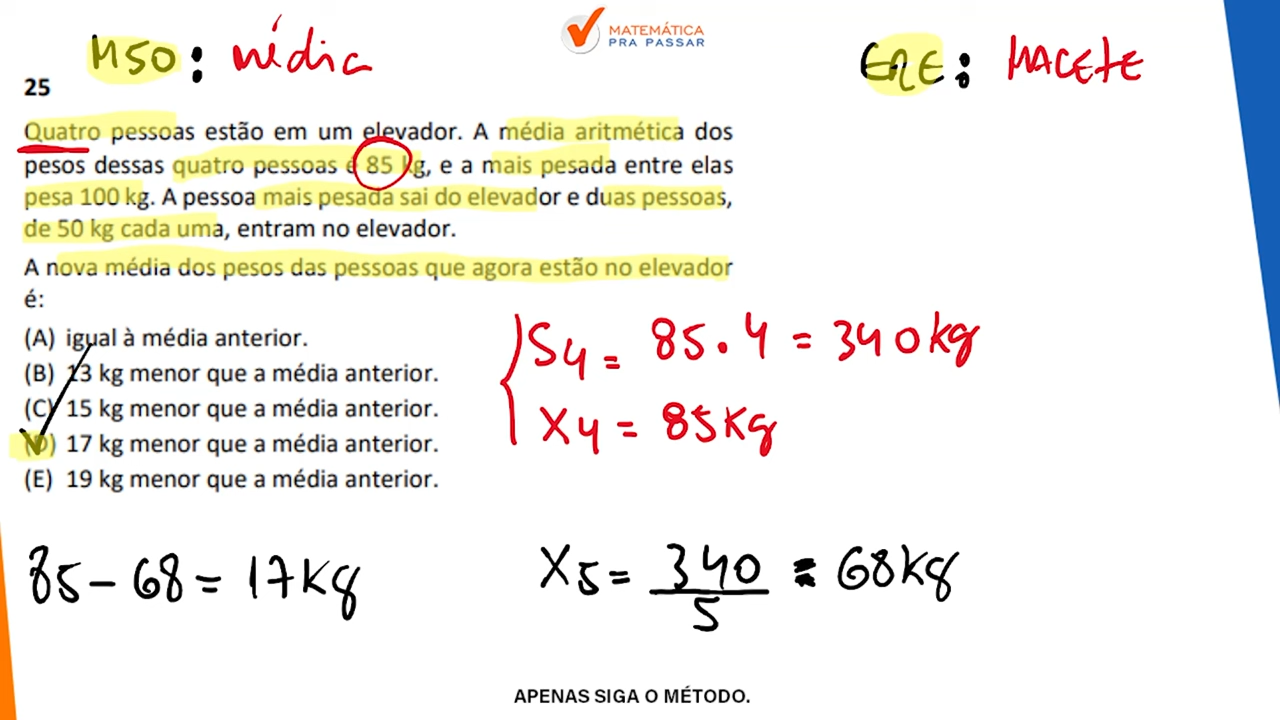 MATEMÁTICA
PRA PASSAR
MSO: média
ERE: MACETE
25
Quatro pessoas estão em um elevador. A média aritmética dos
pesos dessas quatro pessoas é 85 kg, e a mais pesada entre elas
pesa 100 kg. A pessoa mais pesada sai do elevador e duas pessoas,
de 50 kg cada uma, entram no elevador.
A nova média dos pesos das pessoas que agora estão no elevador
é:
(A) igual à média anterior.
(B) 13 kg menor que a média anterior.
(C) 15 kg menor que a média anterior.
(D) 17 kg menor que a média anterior.
(E) 19 kg menor que a média anterior.
S4 = 85 . 4 = 340 kg
X4 = 85 Kg
85 - 68 = 17 Kg
X5 = 340/5 = 68 Kg
APENAS SIGA O MÉTODO.